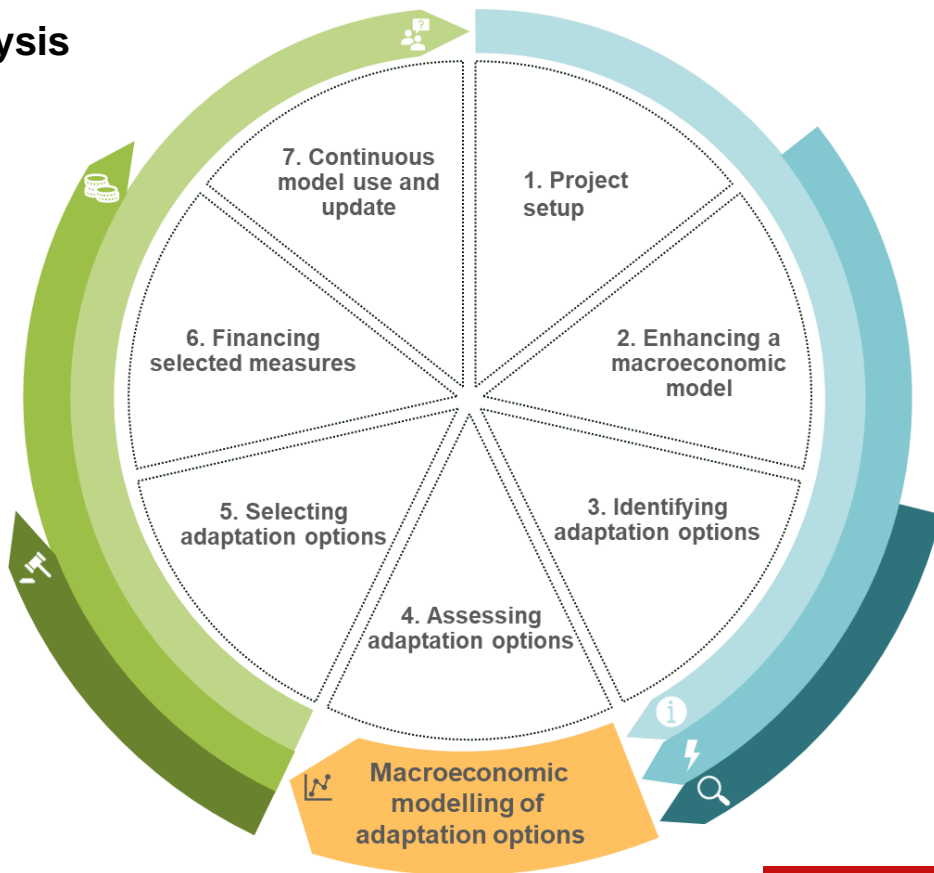 ysis
7. Continuous
model use and
update
1. Project
setup
6. Financing
selected measures
2. Enhancing a
macroeconomic
model
5. Selecting
adaptation options
3. Identifying
adaptation options
4. Assessing
adaptation options
Macroeconomic
modelling of
adaptation options